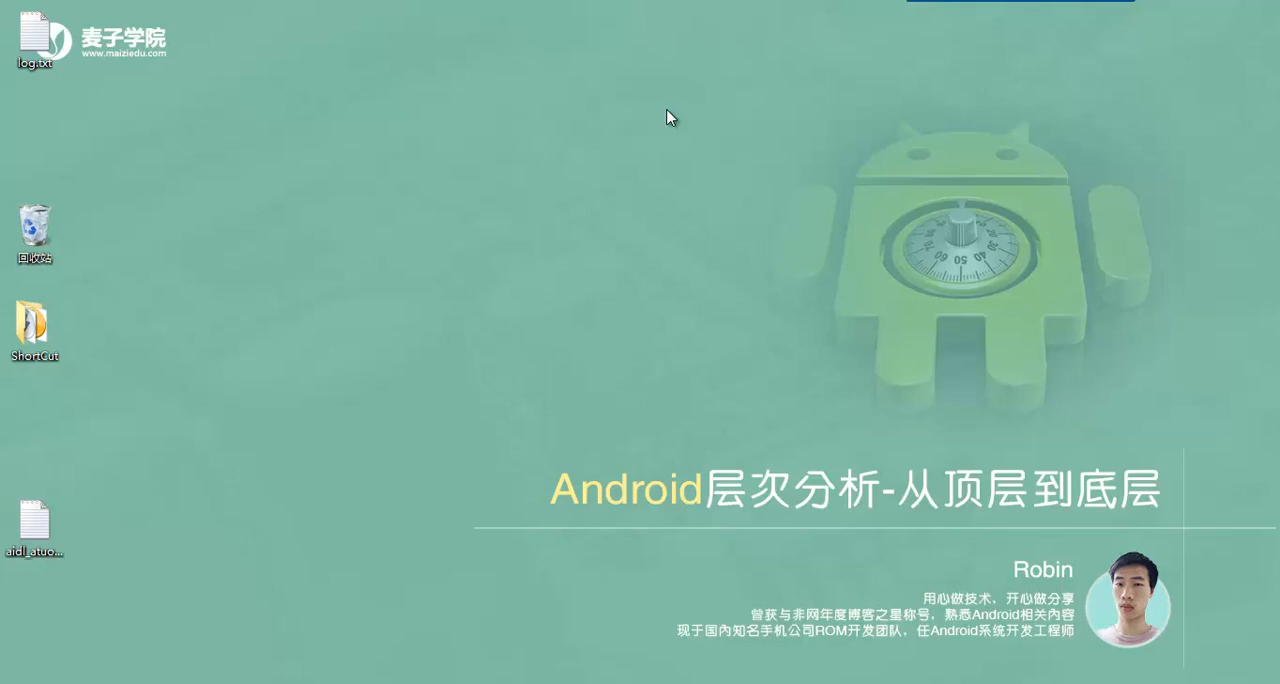 麦子学院
www.maiziedu.com
log.txt
回收站
ShortCut
aidl_atuo...
Android层次分析-从顶层到底层
Robin
用心做技术，开心做分享
曾获与非网年度博客之星称号，熟悉Android相关内容
现于国内知名手机公司ROM开发团队，任Android系统开发工程师